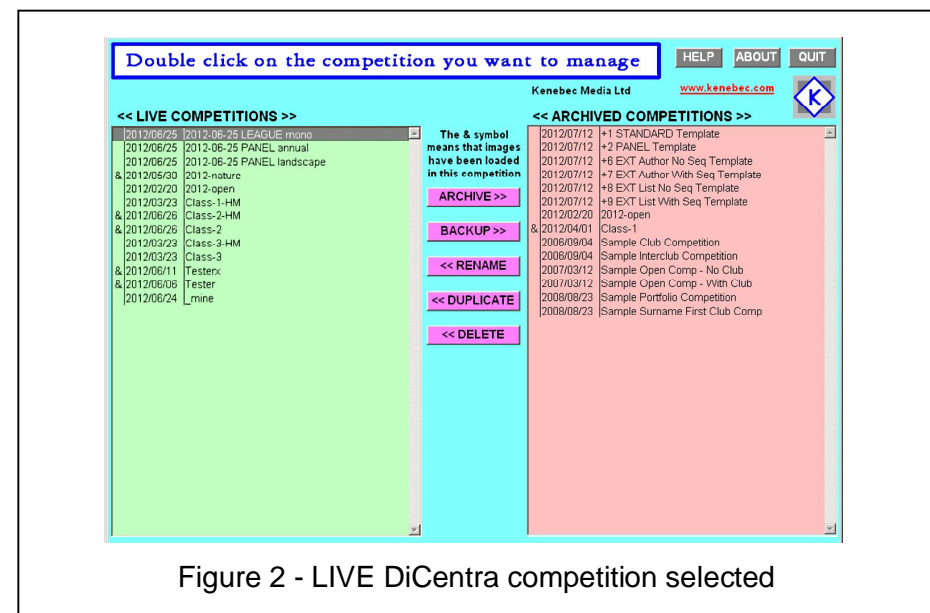 Double click on the competition you want to manage
HELP
ABOUT
QUIT
Kenebec Media Ltd
www.kenebec.com
K
<< LIVE COMPETITIONS >>
2012/06/25 2012-06-25 LEAGUE mono
2012/06/25 2012-06-25 PANEL annual
2012/06/25 2012-06-25 PANEL landscape
& 2012/05/30 2012-nature
2012/02/20 2012-open
2012/03/23 Class-1-HM
& 2012/06/26 Class-2-HM
& 2012/06/26 Class-2
2012/03/23 Class-3-HM
2012/03/23 Class-3
& 2012/06/11 Testerx
& 2012/06/06 Tester
2012/06/24 _mine
The & symbol
means that images
have been loaded
in this competition
ARCHIVE >>
BACKUP >>
<< RENAME
<< DUPLICATE
<< DELETE
<< ARCHIVED COMPETITIONS >>
2012/07/12 +1 STANDARD Template
2012/07/12 +2 PANEL Template
2012/07/12 +6 EXT Author No Seq Template
2012/07/12 +7 EXT Author With Seq Template
2012/07/12 +8 EXT List No Seq Template
2012/07/12 +9 EXT List With Seq Template
2012/02/20 2012-open
& 2012/04/01 Class-1
2006/09/04 Sample Club Competition
2006/09/04 Sample Interclub Competition
2007/03/12 Sample Open Comp - No Club
2007/03/12 Sample Open Comp - With Club
2008/08/23 Sample Portfolio Competition
2008/08/23 Sample Surname First Club Comp
Figure 2 - LIVE DiCentra competition selected